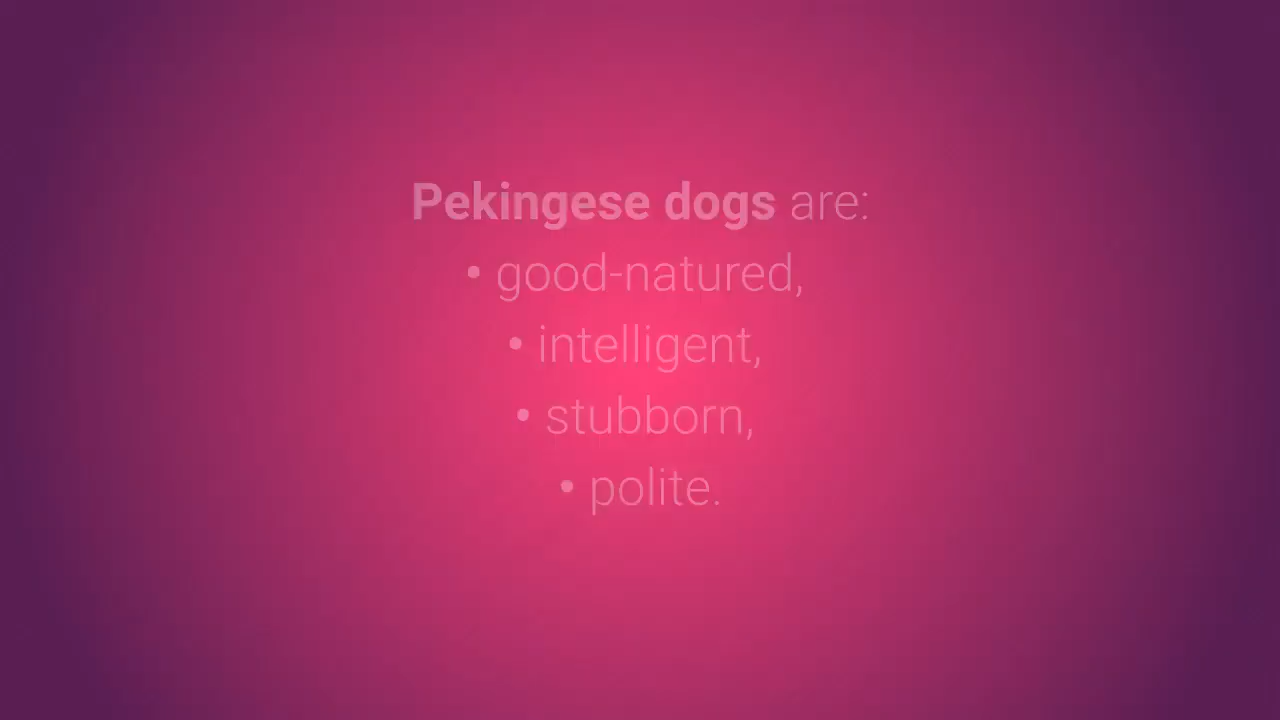 Pekingese dogs are:
• good-natured,
• intelligent,
• stubborn,
• polite.